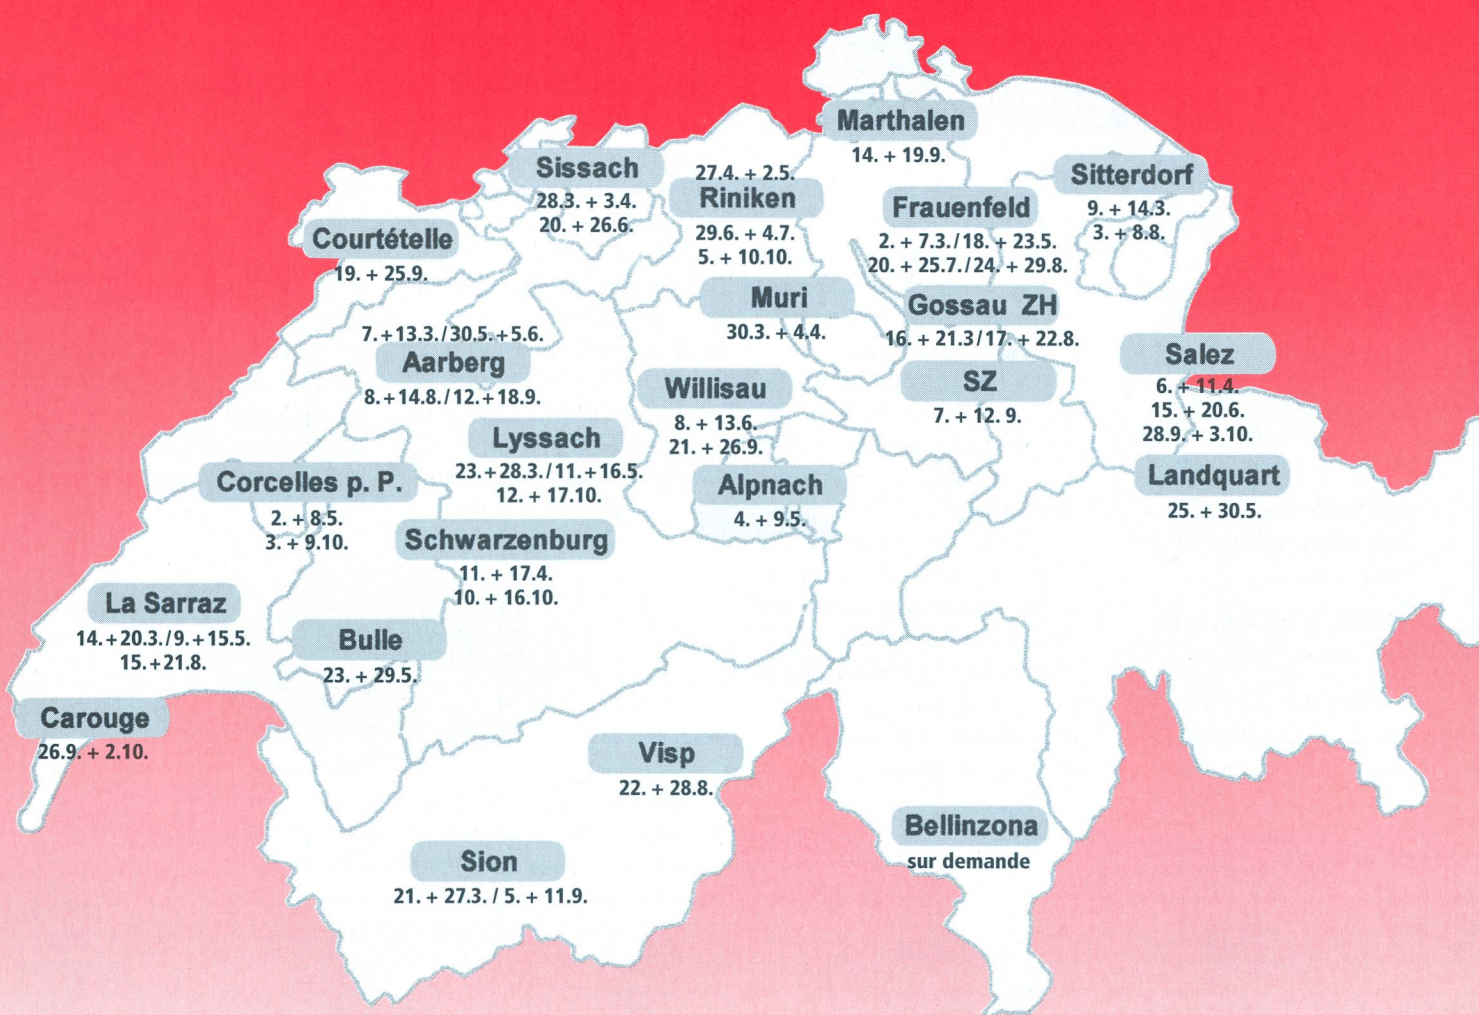 Marthalen
14. + 19.9.
Sissach
28.3. + 3.4.
20. + 26.6.
27.4. + 2.5.
Riniken
29.6. + 4.7.
5. + 10.10.
Sitterdorf
9. + 14.3.
3. + 8.8.
Frauenfeld
2. + 7.3./18. + 23.5.
20. + 25.7./24. + 29.8.
Courtételle
19. + 25.9.
Muri
30.3. + 4.4.
Gossau ZH
16. + 21.3/17. + 22.8.
7.+13.3./30.5.+5.6.
Aarberg
8.+14.8./12.+18.9.
Salez
6. + 11.4.
15. + 20.6.
28.9. + 3.10.
Willisau
8. + 13.6.
21. + 26.9.
SZ
7. + 12. 9.
Lyssach
23.+28.3./11.+16.5.
12. + 17.10.
Corcelles p. P.
2. + 8.5.
3. + 9.10.
Alpnach
4. + 9.5.
Landquart
25. + 30.5.
Schwarzenburg
11. + 17.4.
10. + 16.10.
La Sarraz
14.+20.3./9.+15.5.
15.+21.8.
Bulle
23. + 29.5.
Carouge
26.9. + 2.10.
Visp
22. + 28.8.
Bellinzona
sur demande
Sion
21. + 27.3. / 5. + 11.9.